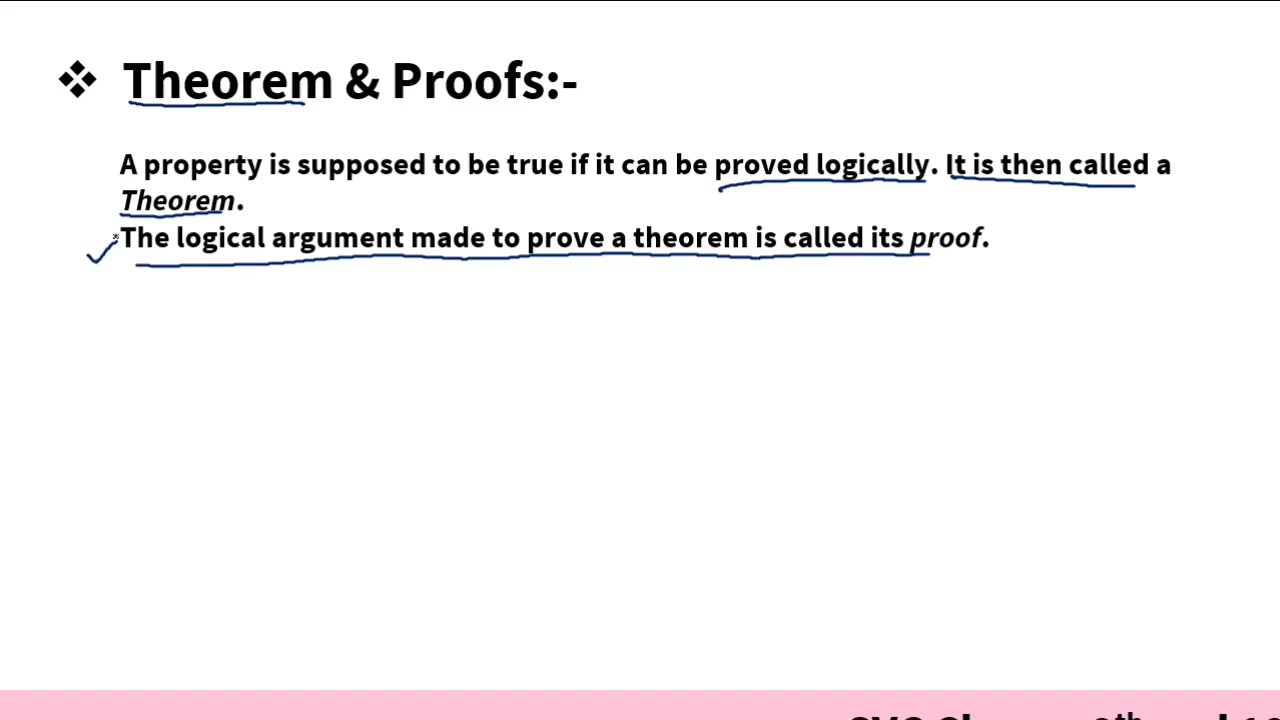 ❖ Theorem & Proofs:-
A property is supposed to be true if it can be proved logically. It is then called a
Theorem.
The logical argument made to prove a theorem is called its proof.